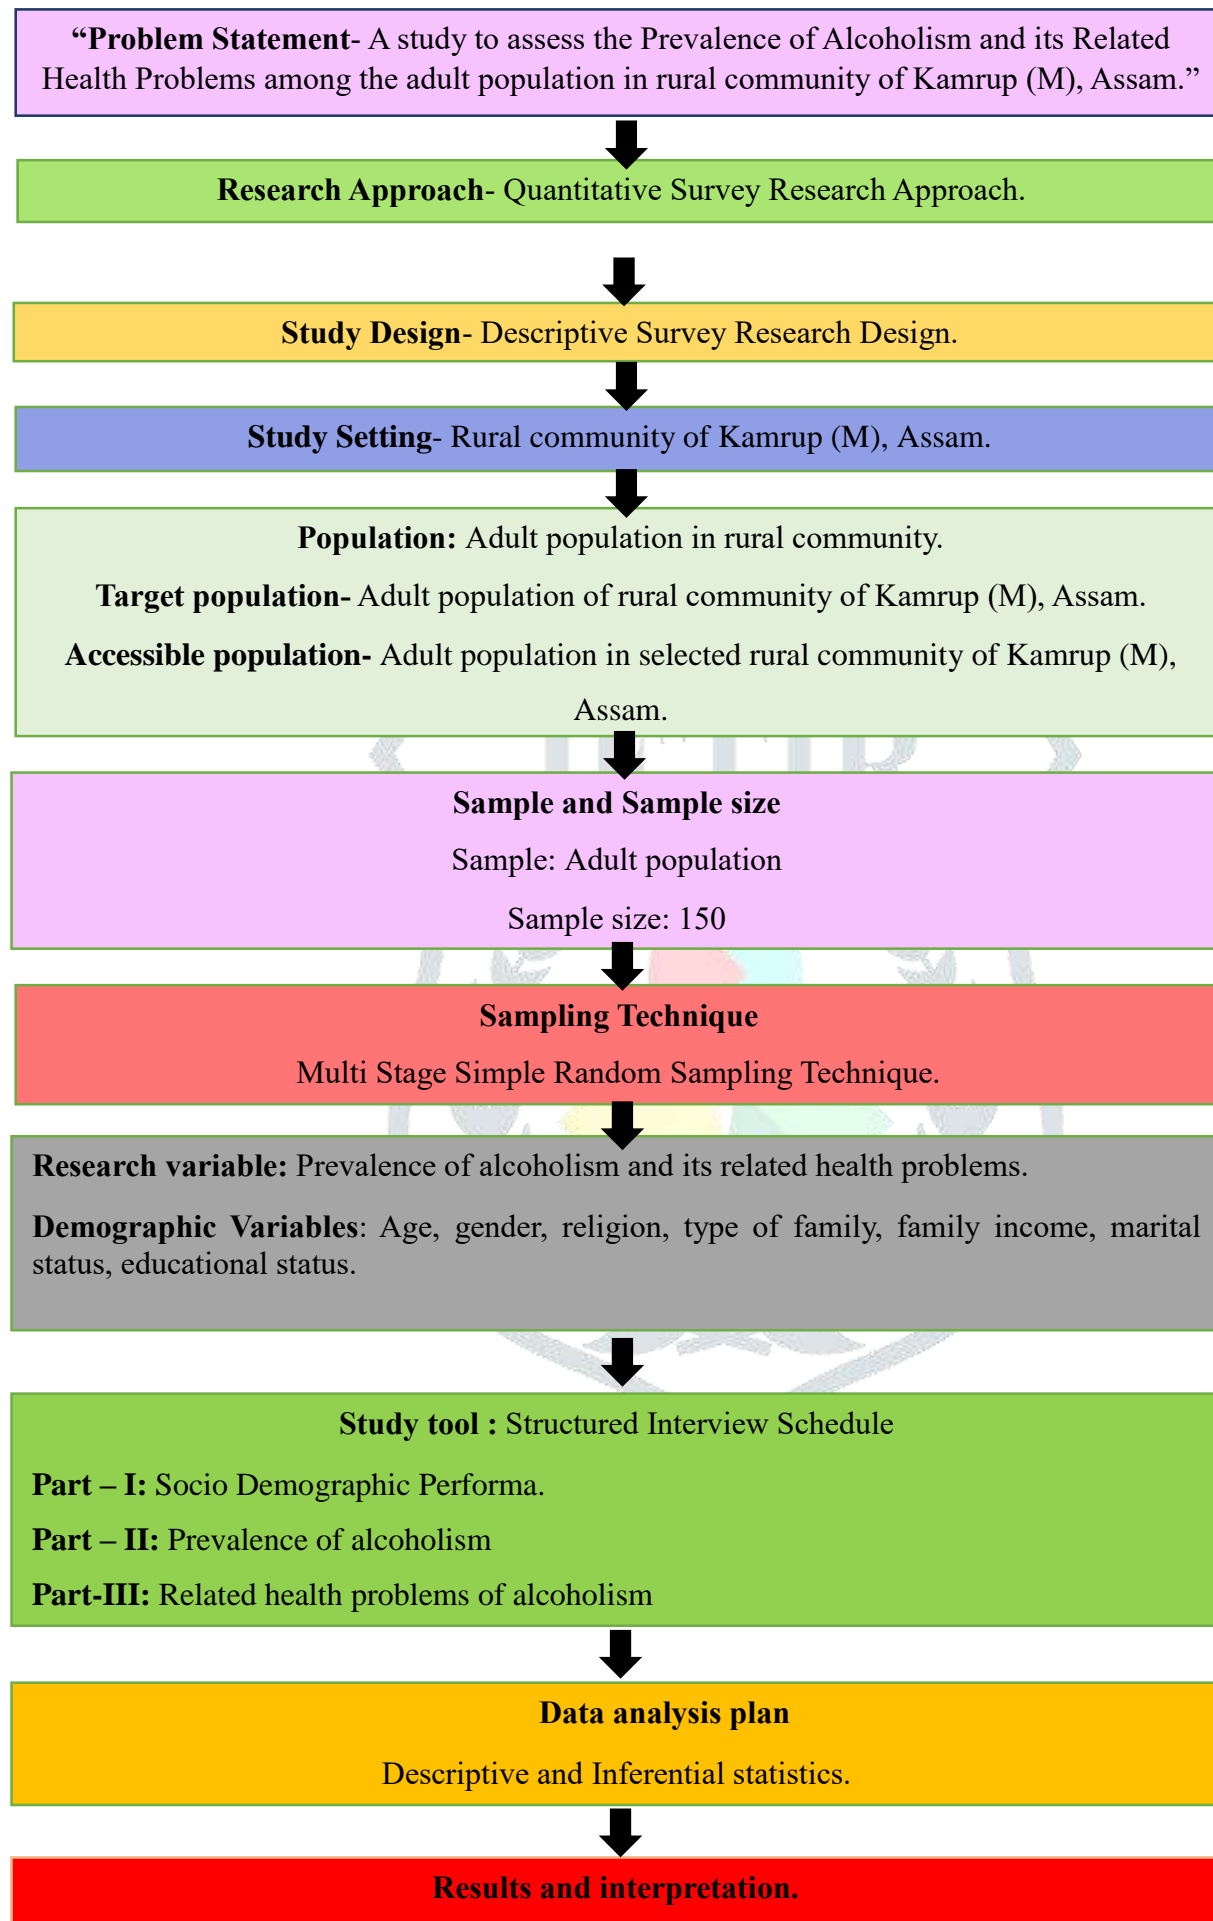 “Problem Statement- A study to assess the Prevalence of Alcoholism and its Related
Health Problems among the adult population in rural community of Kamrup (M), Assam.”
Research Approach- Quantitative Survey Research Approach.
Study Design- Descriptive Survey Research Design.
Study Setting- Rural community of Kamrup (M), Assam.
Population: Adult population in rural community.
Target population- Adult population of rural community of Kamrup (M), Assam.
Accessible population- Adult population in selected rural community of Kamrup (M),
Assam.
Sample and Sample size
Sample: Adult population
Sample size: 150
Sampling Technique
Multi Stage Simple Random Sampling Technique.
Research variable: Prevalence of alcoholism and its related health problems.
Demographic Variables: Age, gender, religion, type of family, family income, marital
status, educational status.
Study tool : Structured Interview Schedule
Part – I: Socio Demographic Performa.
Part – II: Prevalence of alcoholism
Part-III: Related health problems of alcoholism
Data analysis plan
Descriptive and Inferential statistics.
Results and interpretation.